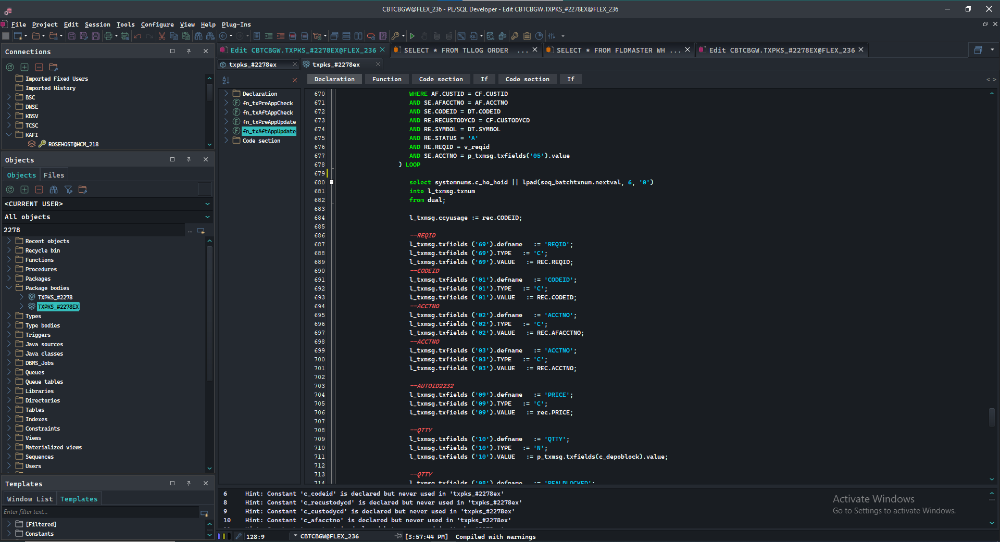 CBTCBGW@FLEX_236 - PL/SQL Developer - Edit CBTCBGW.TXPKS_#2278EX@FLEX_236
File Project Edit Session Tools Configure View Help Plug-Ins
Connections
Imported Fixed Users
Imported History
BSC
DNSE
KBSV
TCSC
KAFI
ROSEHOST@HCM_218
Objects
Objects Files
<CURRENT USER>
All objects
2278 ...
Recent objects
Recycle bin
Functions
Procedures
Packages
Package bodies
TXPKS_#2278
TXPKS_#2278EX
Types
Type bodies
Triggers
Java sources
Java classes
DBMS_Jobs
Queues
Queue tables
Libraries
Directories
Tables
Indexes
Constraints
Views
Materialized views
Sequences
Users
Templates
Window List Templates
Enter filter text...
[Filtered]
Constants
Edit CBTCBGW.TXPKS_#2278EX@FLEX_236 SELECT * FROM TLLOG ORDER ... SELECT * FROM FLDMASTER WH ... Edit CBTCBGW.TXPKS_#2278EX@FLEX_236
txpks_#2278ex txpks_#2278ex
Declaration
fn_txPreAppCheck
fn_txAftAppCheck
fn_txPreAppUpdate
fn_txAftAppUpdate
Code section
Declaration Function Code section If Code section If
670 WHERE AF.CUSTID = CF.CUSTID
671 AND SE.AFACCTNO = AF.ACCTNO
672 AND SE.CODEID = DT.CODEID
673 AND RE.RECUSTODYCD = CF.CUSTODYCD
674 AND RE.SYMBOL = DT.SYMBOL
675 AND RE.STATUS = 'A'
676 AND RE.REQID = v_reqid
677 AND SE.ACCTNO = p_txmsg.txfields('05').value
678 ) LOOP
679
680 select systemnums.c_ho_hoid || lpad(seq_batchtxnum.nextval, 6, '0')
681 into l_txmsg.txnum
682 from dual;
683
684 l_txmsg.ccyusage := rec.CODEID;
685
686 --REQID
687 l_txmsg.txfields ('69').defname := 'REQID';
688 l_txmsg.txfields ('69').TYPE := 'C';
689 l_txmsg.txfields ('69').VALUE := REC.REQID;
690 --CODEID
691 l_txmsg.txfields ('01').defname := 'CODEID';
692 l_txmsg.txfields ('01').TYPE := 'C';
693 l_txmsg.txfields ('01').VALUE := REC.CODEID;
694 --ACCTNO
695 l_txmsg.txfields ('02').defname := 'ACCTNO';
696 l_txmsg.txfields ('02').TYPE := 'C';
697 l_txmsg.txfields ('02').VALUE := REC.AFACCTNO;
698 --ACCTNO
699 l_txmsg.txfields ('03').defname := 'ACCTNO';
700 l_txmsg.txfields ('03').TYPE := 'C';
701 l_txmsg.txfields ('03').VALUE := REC.ACCTNO;
702
703 --AUTOID2232
704 l_txmsg.txfields ('09').defname := 'PRICE';
705 l_txmsg.txfields ('09').TYPE := 'C';
706 l_txmsg.txfields ('09').VALUE := rec.PRICE;
707
708 --QTTY
709 l_txmsg.txfields ('10').defname := 'QTTY';
710 l_txmsg.txfields ('10').TYPE := 'N';
711 l_txmsg.txfields ('10').VALUE := p_txmsg.txfields(c_depoblock).value;
712
713 --QTTY
714 l_txmsg.txfields ('08').defname := 'REALBLOCKED';
6 Hint: Constant 'c_codeid' is declared but never used in 'txpks_#2278ex'
8 Hint: Constant 'c_recustodycd' is declared but never used in 'txpks_#2278ex'
9 Hint: Constant 'c_custodycd' is declared but never used in 'txpks_#2278ex'
10 Hint: Constant 'c_afacctno' is declared but never used in 'txpks_#2278ex'
Activate Windows
Go to Settings to activate Windows.
128:9 CBTCBGW@FLEX_236 [3:57:44 PM] Compiled with warnings